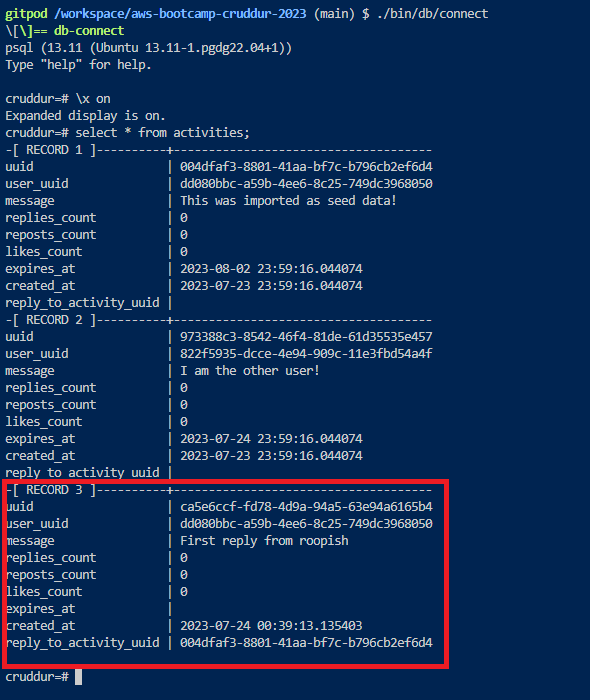 gitpod /workspace/aws-bootcamp-cruddur-2023 (main) $ ./bin/db/connect
\[\]== db-connect
psql (13.11 (Ubuntu 13.11-1.pgdg22.04+1))
Type "help" for help.
cruddur=# \x on
Expanded display is on.
cruddur=# select * from activities;
-[ RECORD 1 ]----------+-------------------------------------
uuid | 004dfaf3-8801-41aa-bf7c-b796cb2ef6d4
user_uuid | dd080bbc-a59b-4ee6-8c25-749dc3968050
message | This was imported as seed data!
replies_count | 0
reposts_count | 0
likes_count | 0
expires_at | 2023-08-02 23:59:16.044074
created_at | 2023-07-23 23:59:16.044074
reply_to_activity_uuid |
-[ RECORD 2 ]----------+-------------------------------------
uuid | 973388c3-8542-46f4-81de-61d35535e457
user_uuid | 822f5935-dcce-4e94-909c-11e3fbd54a4f
message | I am the other user!
replies_count | 0
reposts_count | 0
likes_count | 0
expires_at | 2023-07-24 23:59:16.044074
created_at | 2023-07-23 23:59:16.044074
reply_to_activity_uuid |
-[ RECORD 3 ]----------+-------------------------------------
uuid | ca5e6ccf-fd78-4d9a-94a5-63e94a6165b4
user_uuid | dd080bbc-a59b-4ee6-8c25-749dc3968050
message | First reply from roopish
replies_count | 0
reposts_count | 0
likes_count | 0
expires_at |
created_at | 2023-07-24 00:39:13.135403
reply_to_activity_uuid | 004dfaf3-8801-41aa-bf7c-b796cb2ef6d4
cruddur=#